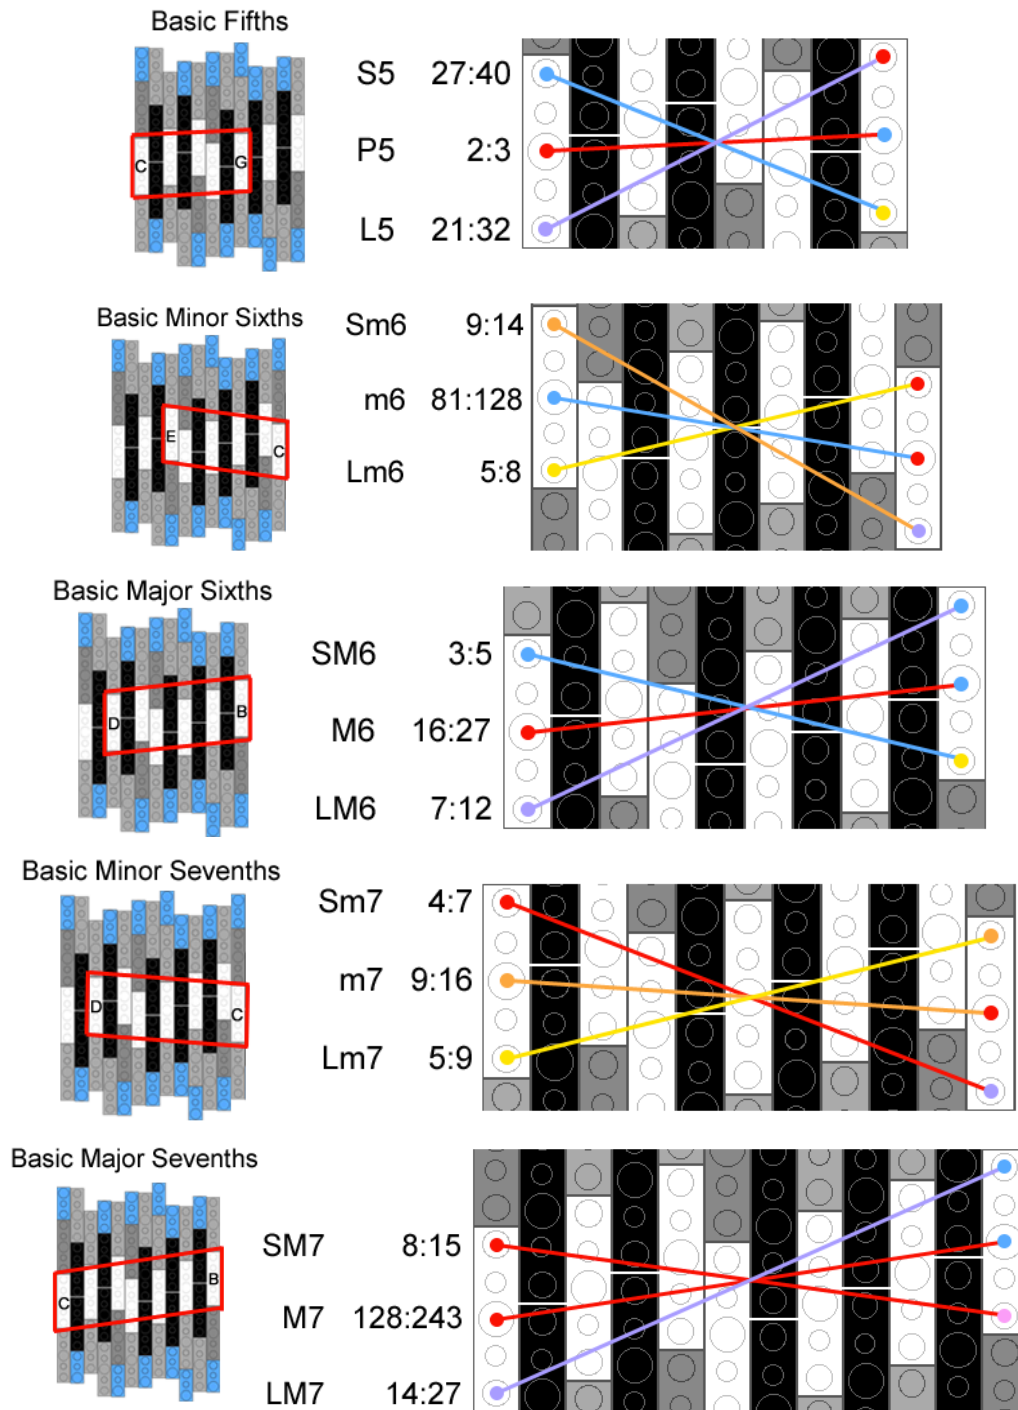 Basic Fifths
C G
S5 27:40
P5 2:3
L5 21:32
Basic Minor Sixths
E C
Sm6 9:14
m6 81:128
Lm6 5:8
Basic Major Sixths
D B
SM6 3:5
M6 16:27
LM6 7:12
Basic Minor Sevenths
D C
Sm7 4:7
m7 9:16
Lm7 5:9
Basic Major Sevenths
C B
SM7 8:15
M7 128:243
LM7 14:27